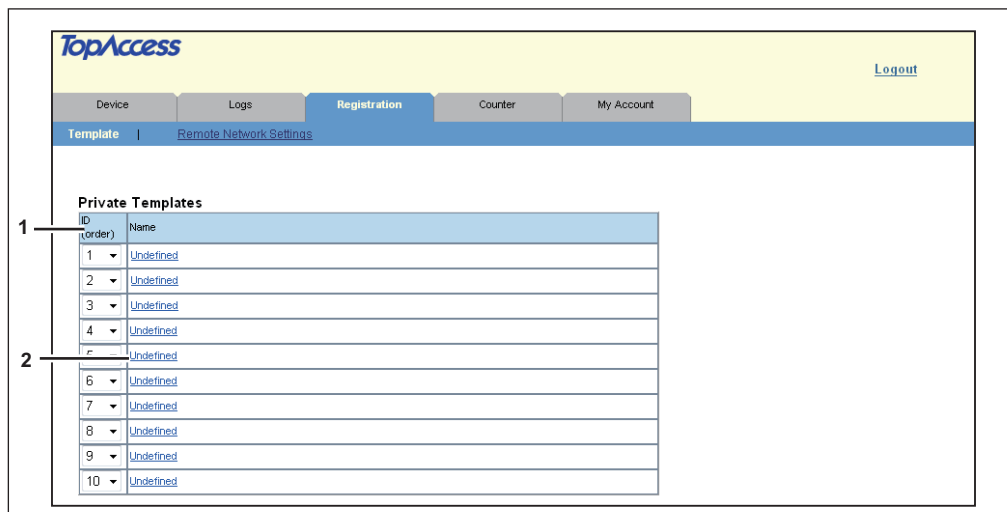 TopAccess
Logout
Device Logs Registration Counter My Account
Template | Remote Network Settings
Private Templates
1
ID (order) Name
1 Undefined
2 Undefined
3 Undefined
4 Undefined
2
Undefined
6 Undefined
7 Undefined
8 Undefined
9 Undefined
10 Undefined